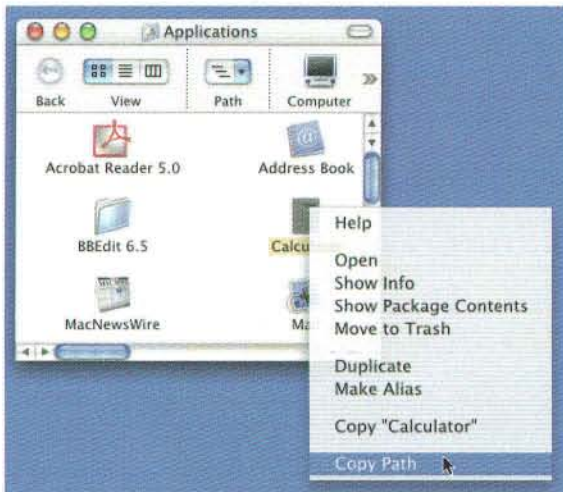 Applications
Back
View
Path
Computer
Acrobat Reader 5.0
Address Book
BBEdit 6.5
MacNewsWire
Help
Open
Show Info
Show Package Contents
Move to Trash
Duplicate
Make Alias
Copy "Calculator"
Copy Path